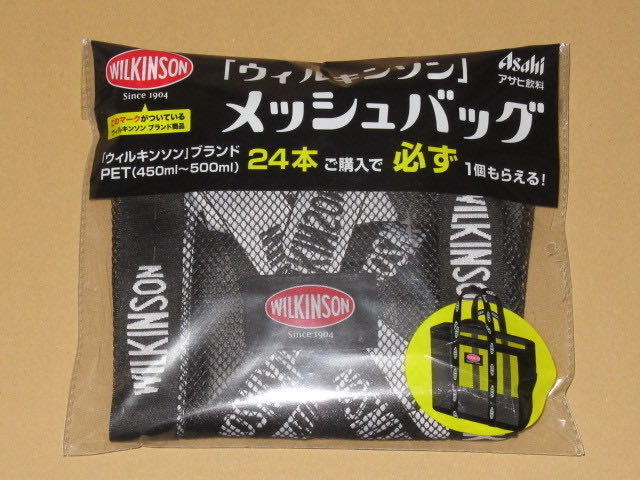 WILKINSON
Since 1904
「ウィルキンソン」
メッシュバッグ
Asahi
アサヒ飲料
このマークがついている
ウィルキンソン ブランド商品
「ウィルキンソン」ブランド
PET(450ml～500ml)
24本 ご購入で 必ず 1個もらえる!
WILKINSON
WILKINSON
WILKINSON
Since 1904